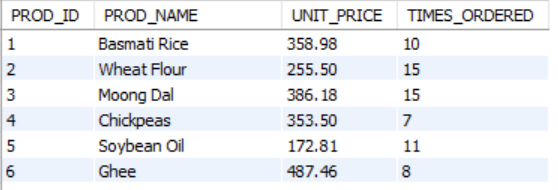 PROD_ID PROD_NAME UNIT_PRICE TIMES_ORDERED
1 Basmati Rice 358.98 10
2 Wheat Flour 255.50 15
3 Moong Dal 386.18 15
4 Chickpeas 353.50 7
5 Soybean Oil 172.81 11
6 Ghee 487.46 8